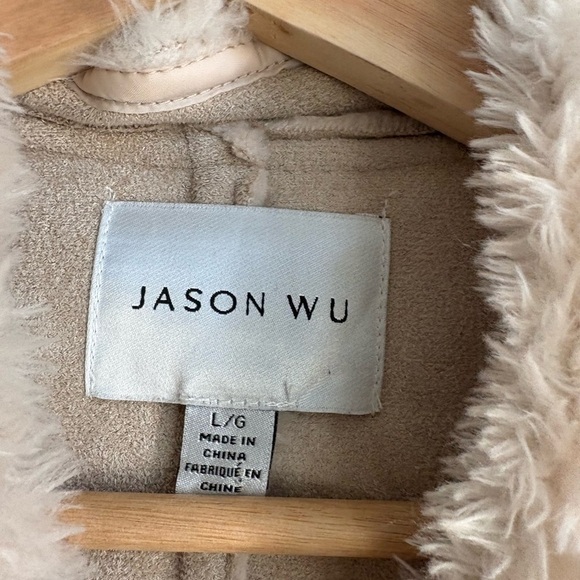 JASON WU
L/G
MADE IN
CHINA
FABRIQUÉ EN
CHINE